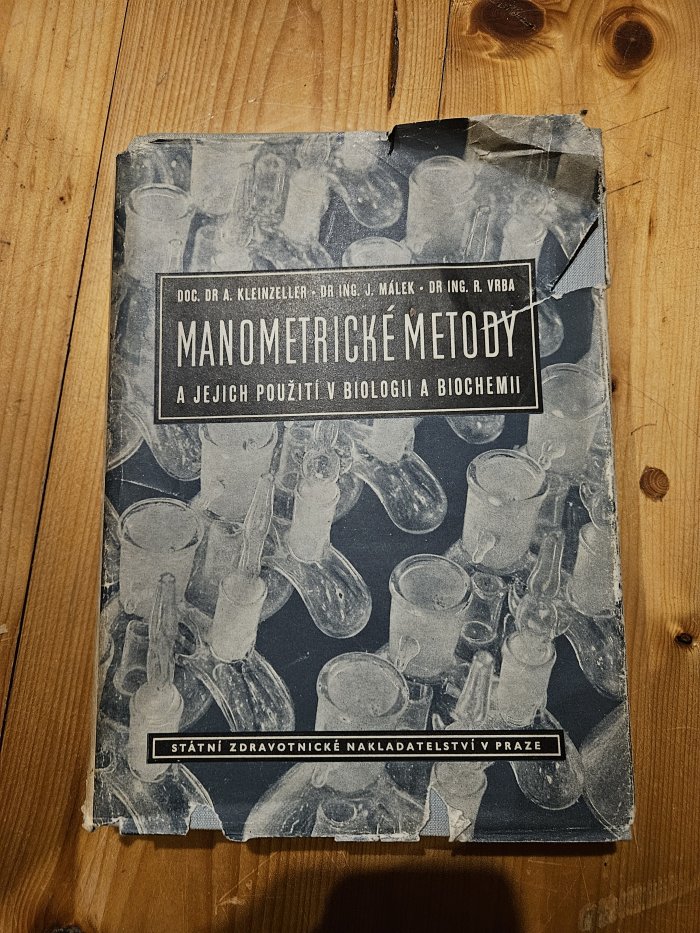 DOC. DR A. KLEINZELLER • DR ING. J. MÁLEK • DR ING. R. VRBA
MANOMETRICKÉ METODY
A JEJICH POUŽITÍ V BIOLOGII A BIOCHEMII
STÁTNÍ ZDRAVOTNICKÉ NAKLADATELSTVÍ V PRAZE